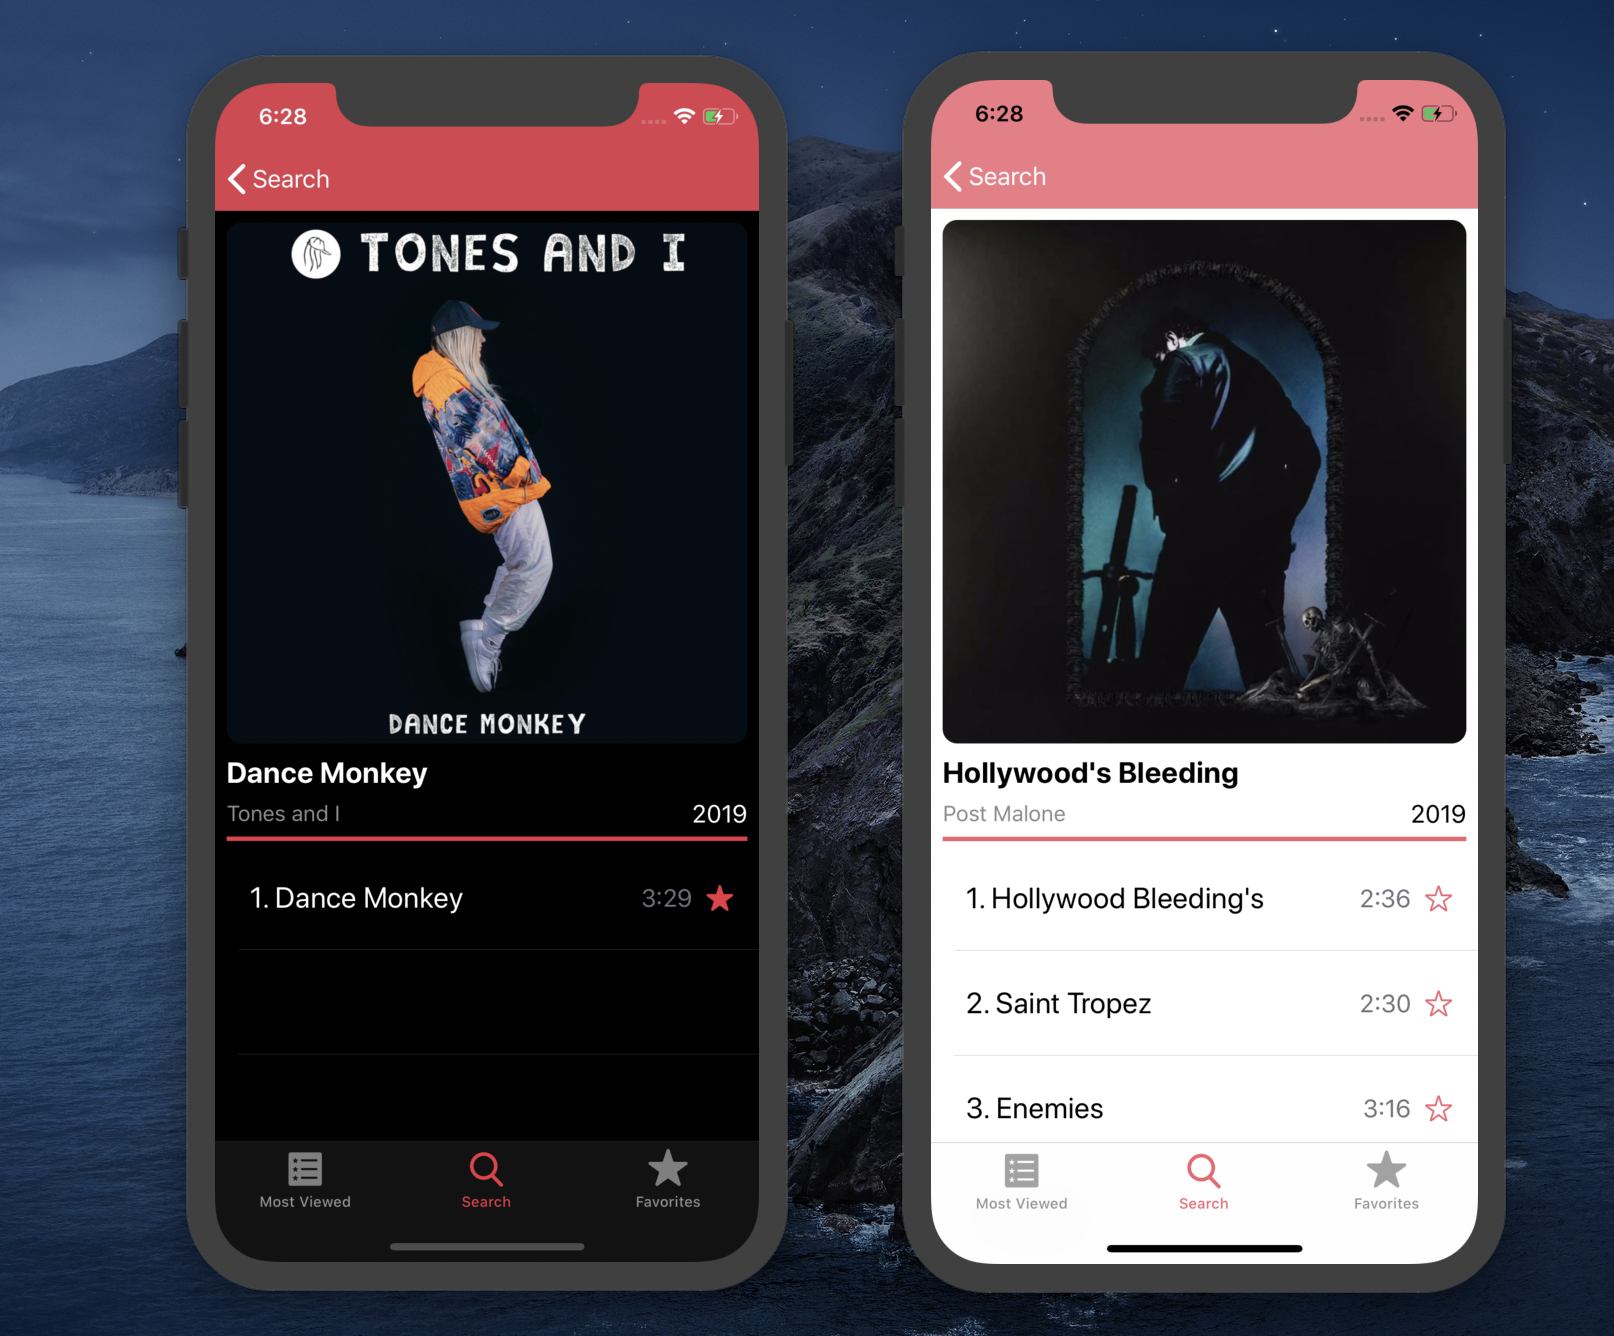 6:28
Search
TONES AND I
DANCE MONKEY
Dance Monkey
Tones and I 2019
1. Dance Monkey 3:29
Most Viewed Search Favorites
6:28
Search
Hollywood's Bleeding
Post Malone 2019
1. Hollywood Bleeding's 2:36
2. Saint Tropez 2:30
3. Enemies 3:16
Most Viewed Search Favorites